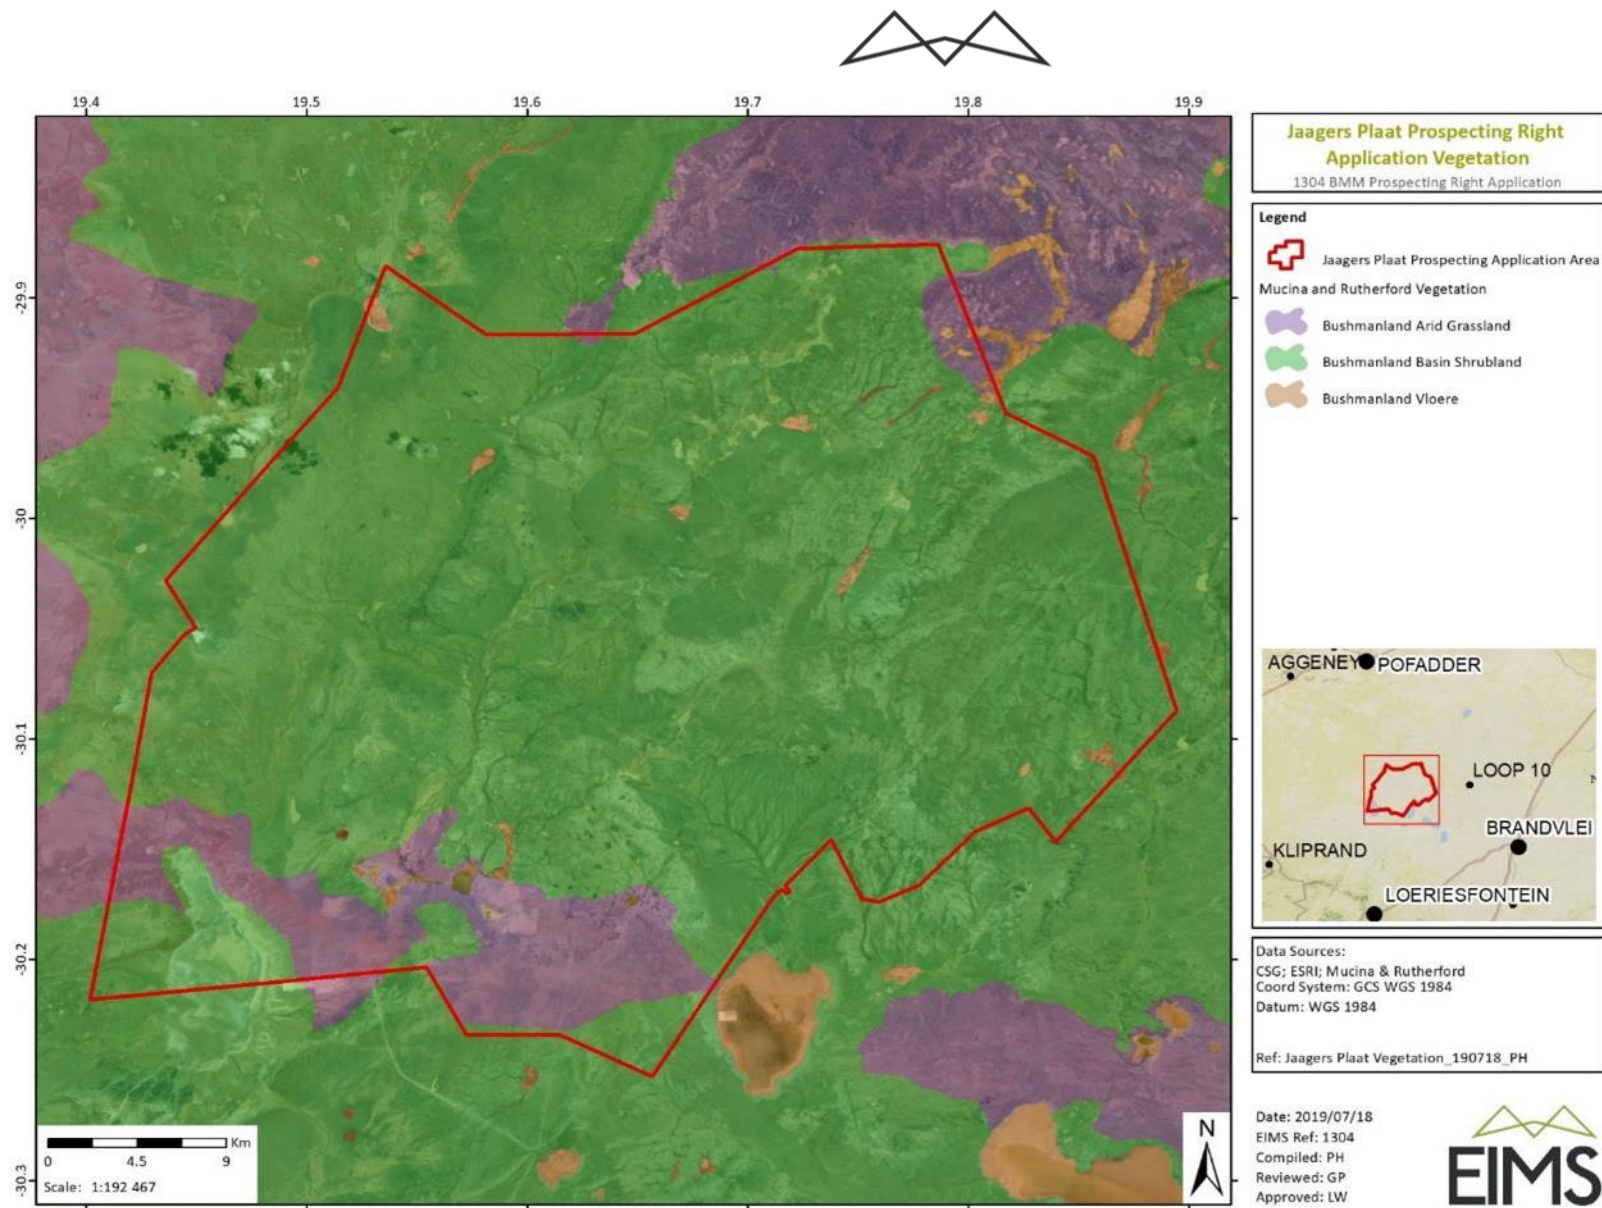 19.4
19.5
19.6
19.7
19.8
19.9
-29.9
-30
-30.1
-30.2
-30.3
Km
0
4.5
9
Scale: 1:192 467
N
Jaagers Plaat Prospecting Right
Application Vegetation
1304 BMM Prospecting Right Application
Legend
Jaagers Plaat Prospecting Application Area
Mucina and Rutherford Vegetation
Bushmanland Arid Grassland
Bushmanland Basin Shrubland
Bushmanland Vloere
AGGENEY
POFADDER
LOOP 10
BRANDVLEI
KLIPRAND
LOERIESFONTEIN
Data Sources:
CSG; ESRI; Mucina & Rutherford
Coord System: GCS WGS 1984
Datum: WGS 1984
Ref: Jaagers Plaat Vegetation_190718_PH
Date: 2019/07/18
EIMS Ref: 1304
Compiled: PH
Reviewed: GP
Approved: LW
EIMS